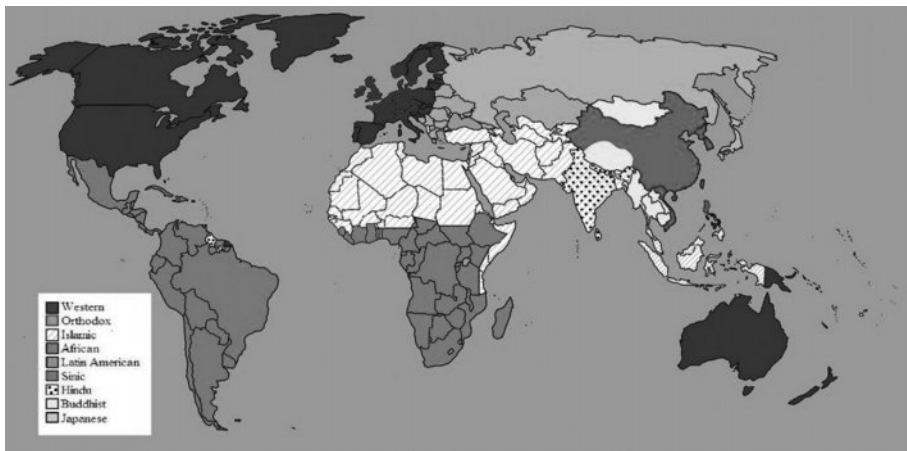 Western
Orthodox
Islamic
African
Latin American
Sinic
Hindu
Buddhist
Japanese